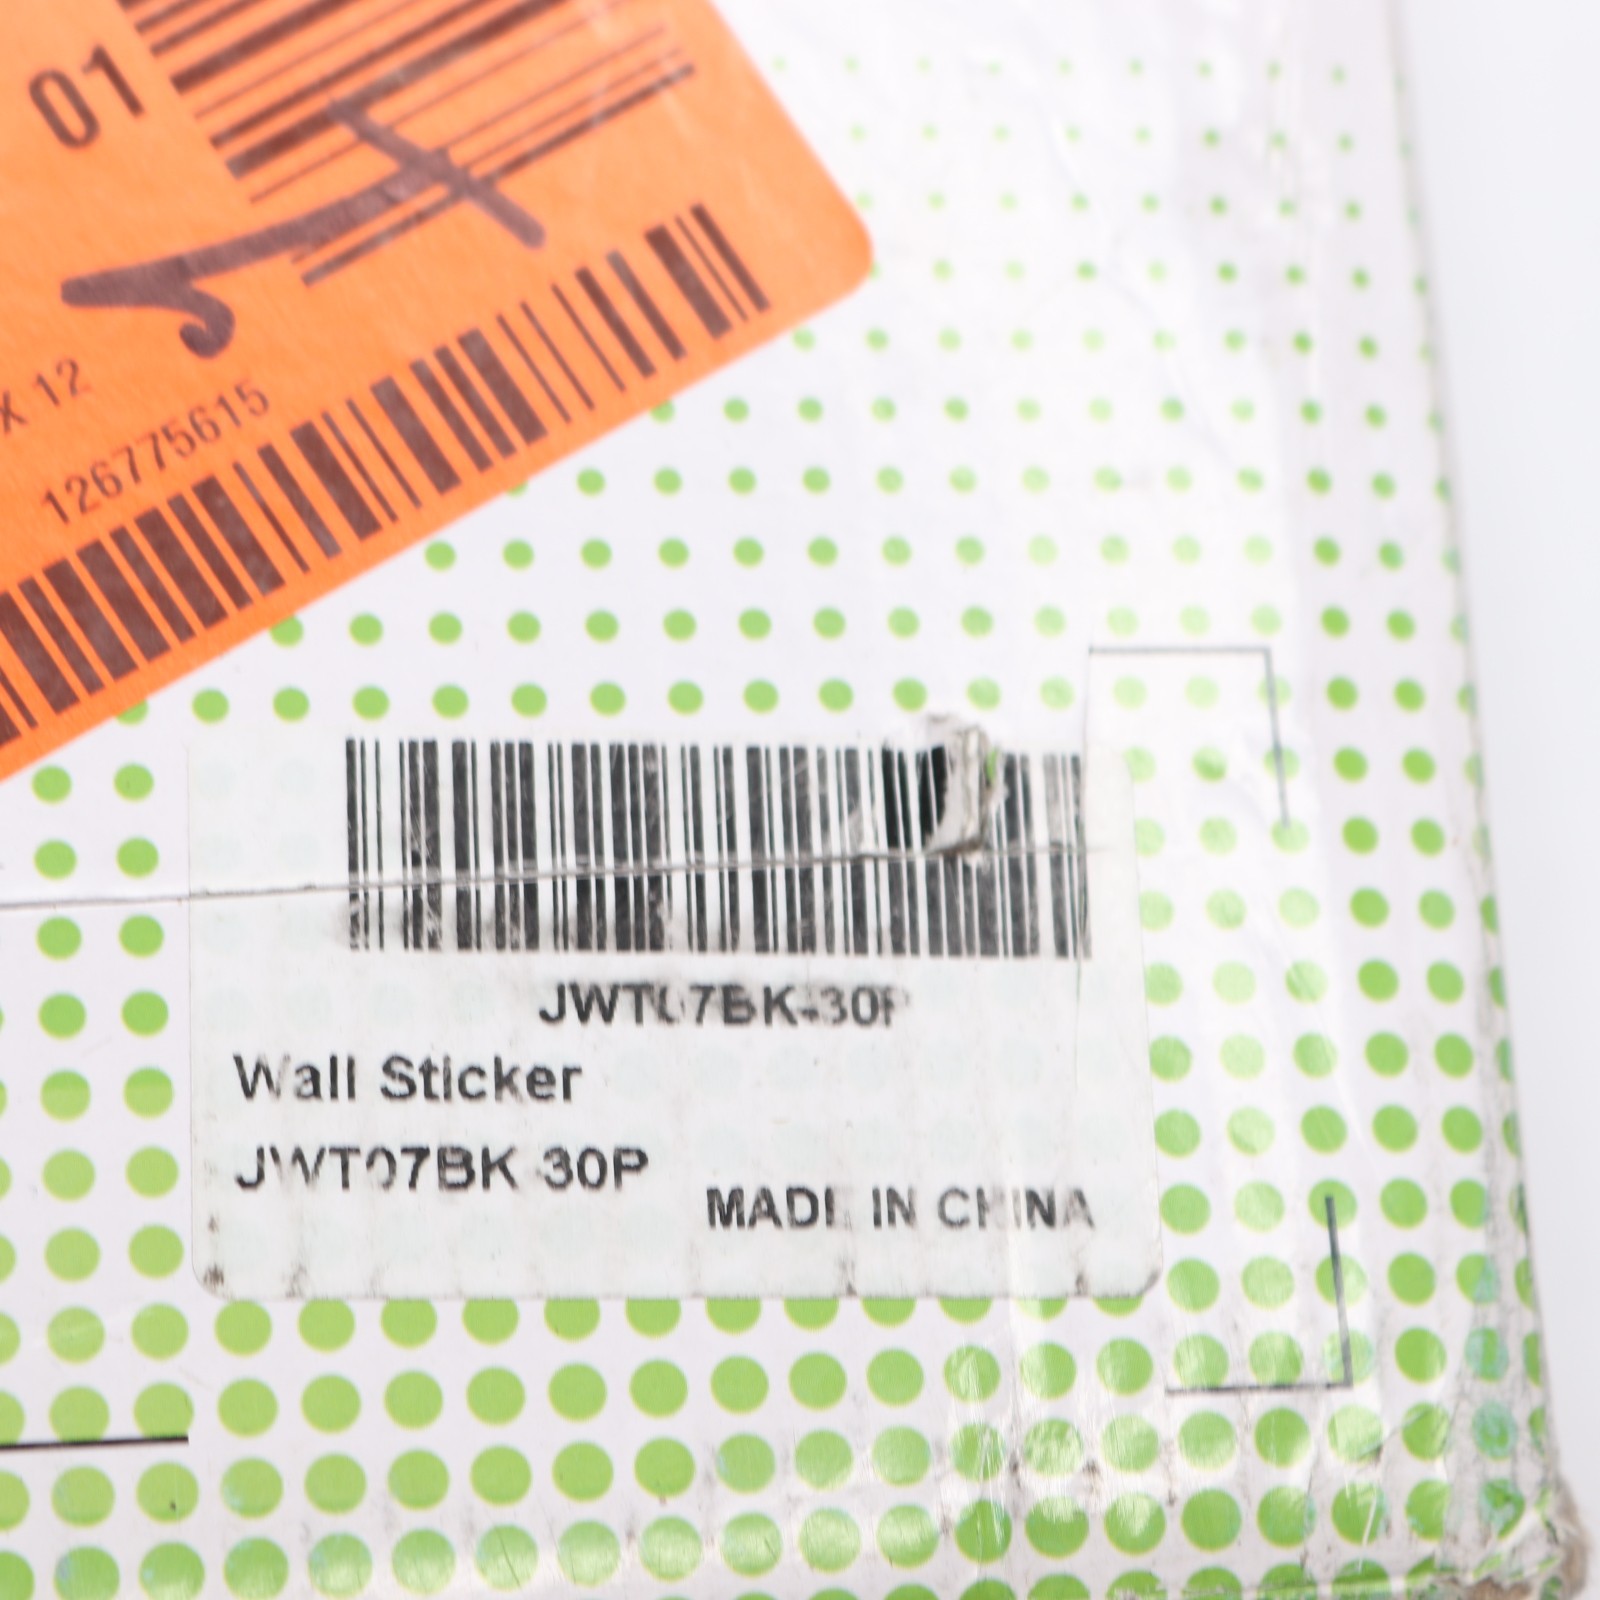 01
X 12
126775615
JWT07BK-30P
Wall Sticker
JWT07BK 30P
MADE IN CHINA